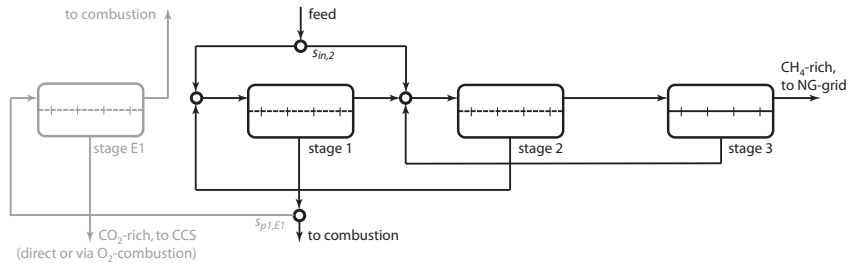 to combustion
feed
s_in,2
CH₄-rich,
to NG-grid
stage E1
stage 1
stage 2
stage 3
s_p1,E1
CO₂-rich, to CCS
to combustion
(direct or via O₂-combustion)